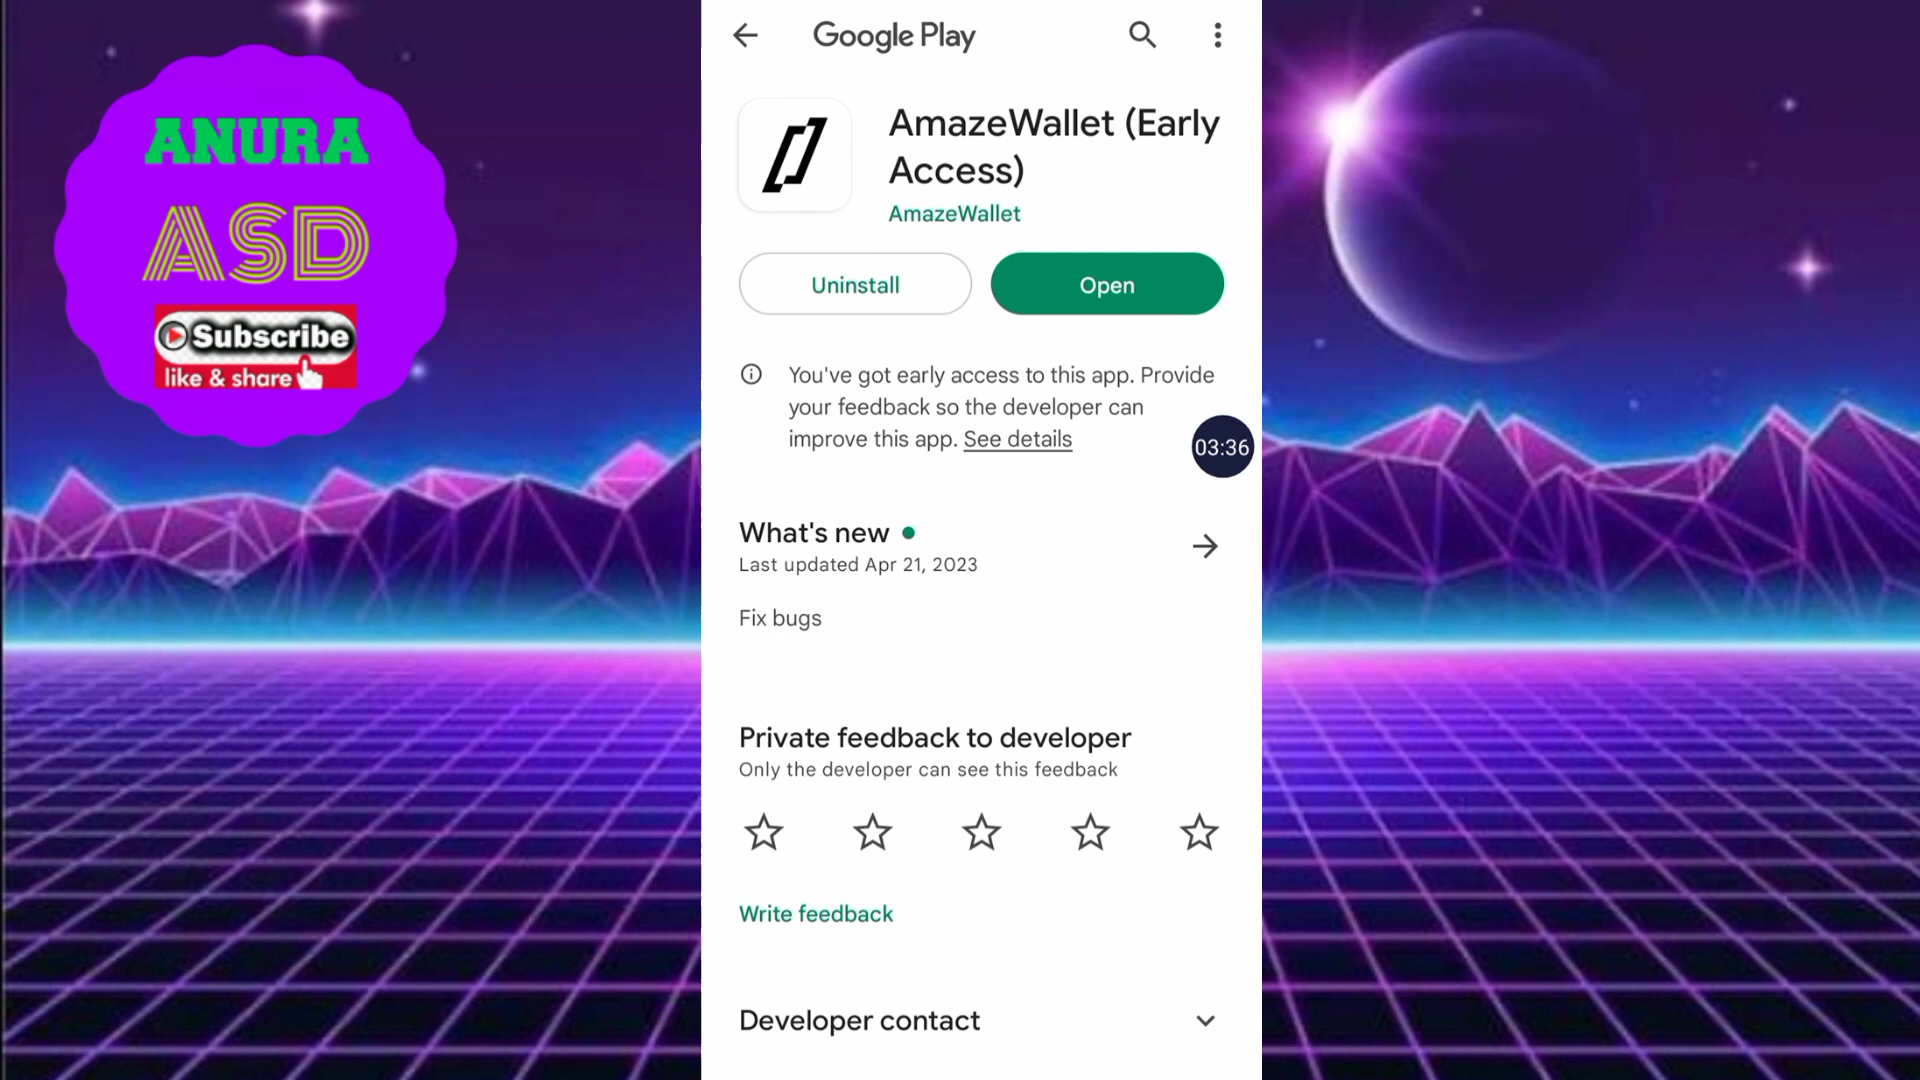 ANURA
ASD
Subscribe
like & share
Google Play
AmazeWallet (Early
Access)
AmazeWallet
Uninstall
Open
You've got early access to this app. Provide
your feedback so the developer can
improve this app. See details
03:36
What's new
Last updated Apr 21, 2023
Fix bugs
Private feedback to developer
Only the developer can see this feedback
Write feedback
Developer contact